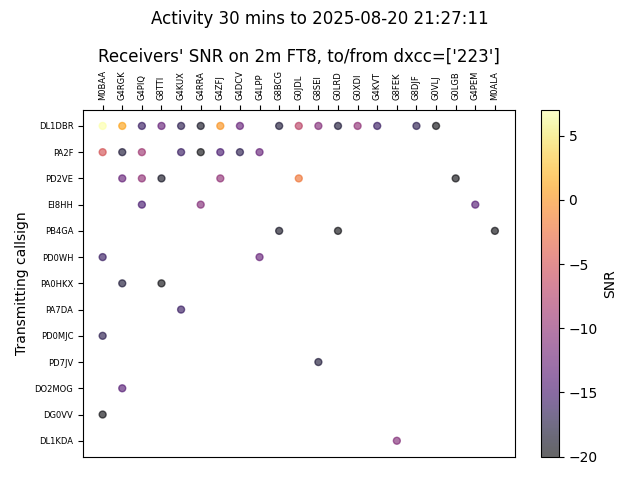 Activity 30 mins to 2025-08-20 21:27:11
Receivers' SNR on 2m FT8, to/from dxcc=['223']
M0BAA G4RGK G4PIQ G8TTI G4KUX G4RRA G4ZFJ G4DCV G4LPP G8BCG G0JDL G8SEI G0LRD G0XDI G4KVT G8FEK G8DJF G0VLJ G0LGB G4PEM M0ALA
DL1DBR
PA2F
PD2VE
EI8HH
PB4GA
PD0WH
PA0HKX
PA7DA
PD0MJC
PD7JV
DO2MOG
DG0VV
DL1KDA
Transmitting callsign
5
0
−5
−10
−15
−20
SNR